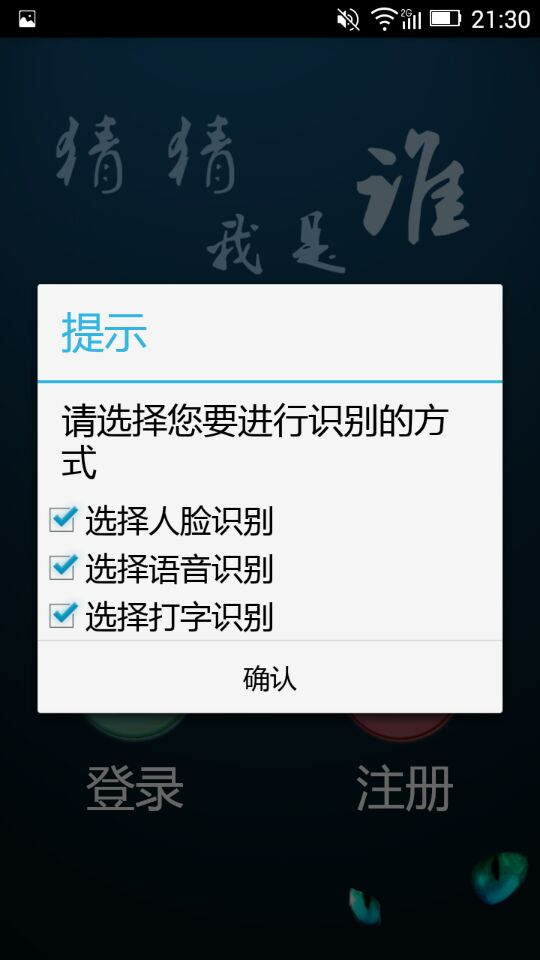 2G 21:30
猜猜
谁
我是
提示
请选择您要进行识别的方
式
选择人脸识别
选择语音识别
选择打字识别
确认
登录 注册